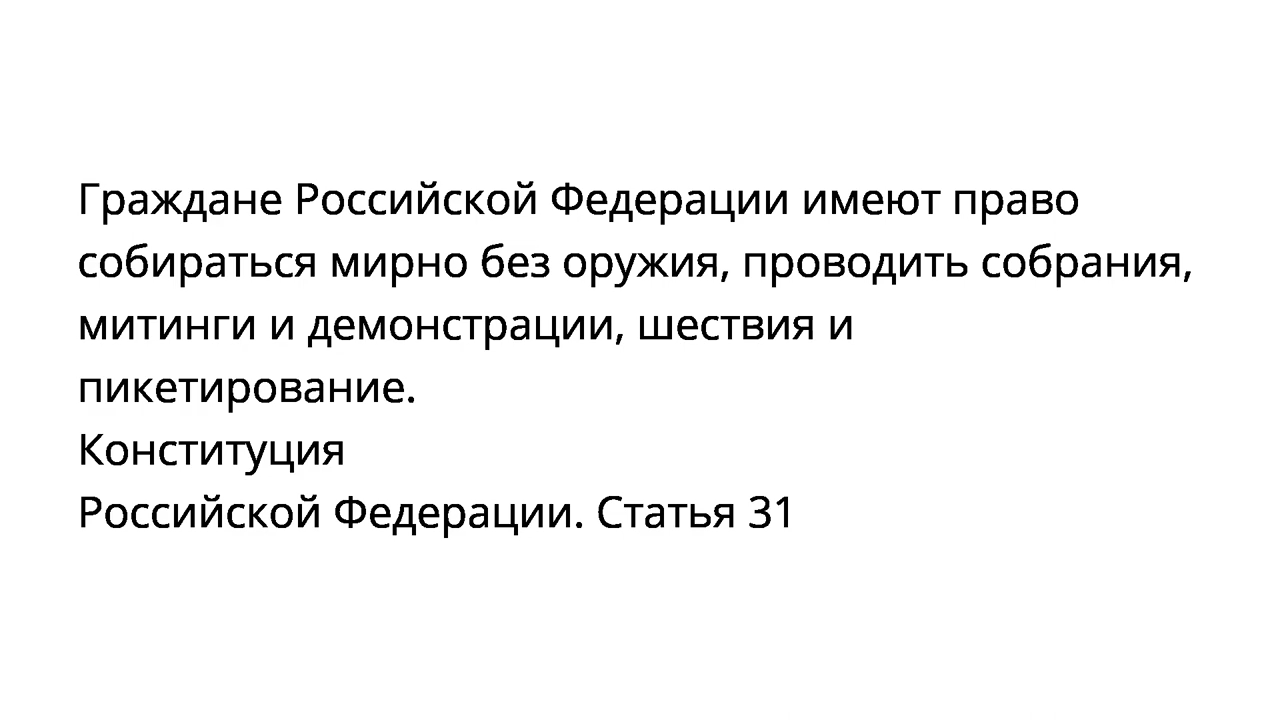 Граждане Российской Федерации имеют право
собираться мирно без оружия, проводить собрания,
митинги и демонстрации, шествия и
пикетирование.
Конституция
Российской Федерации. Статья 31